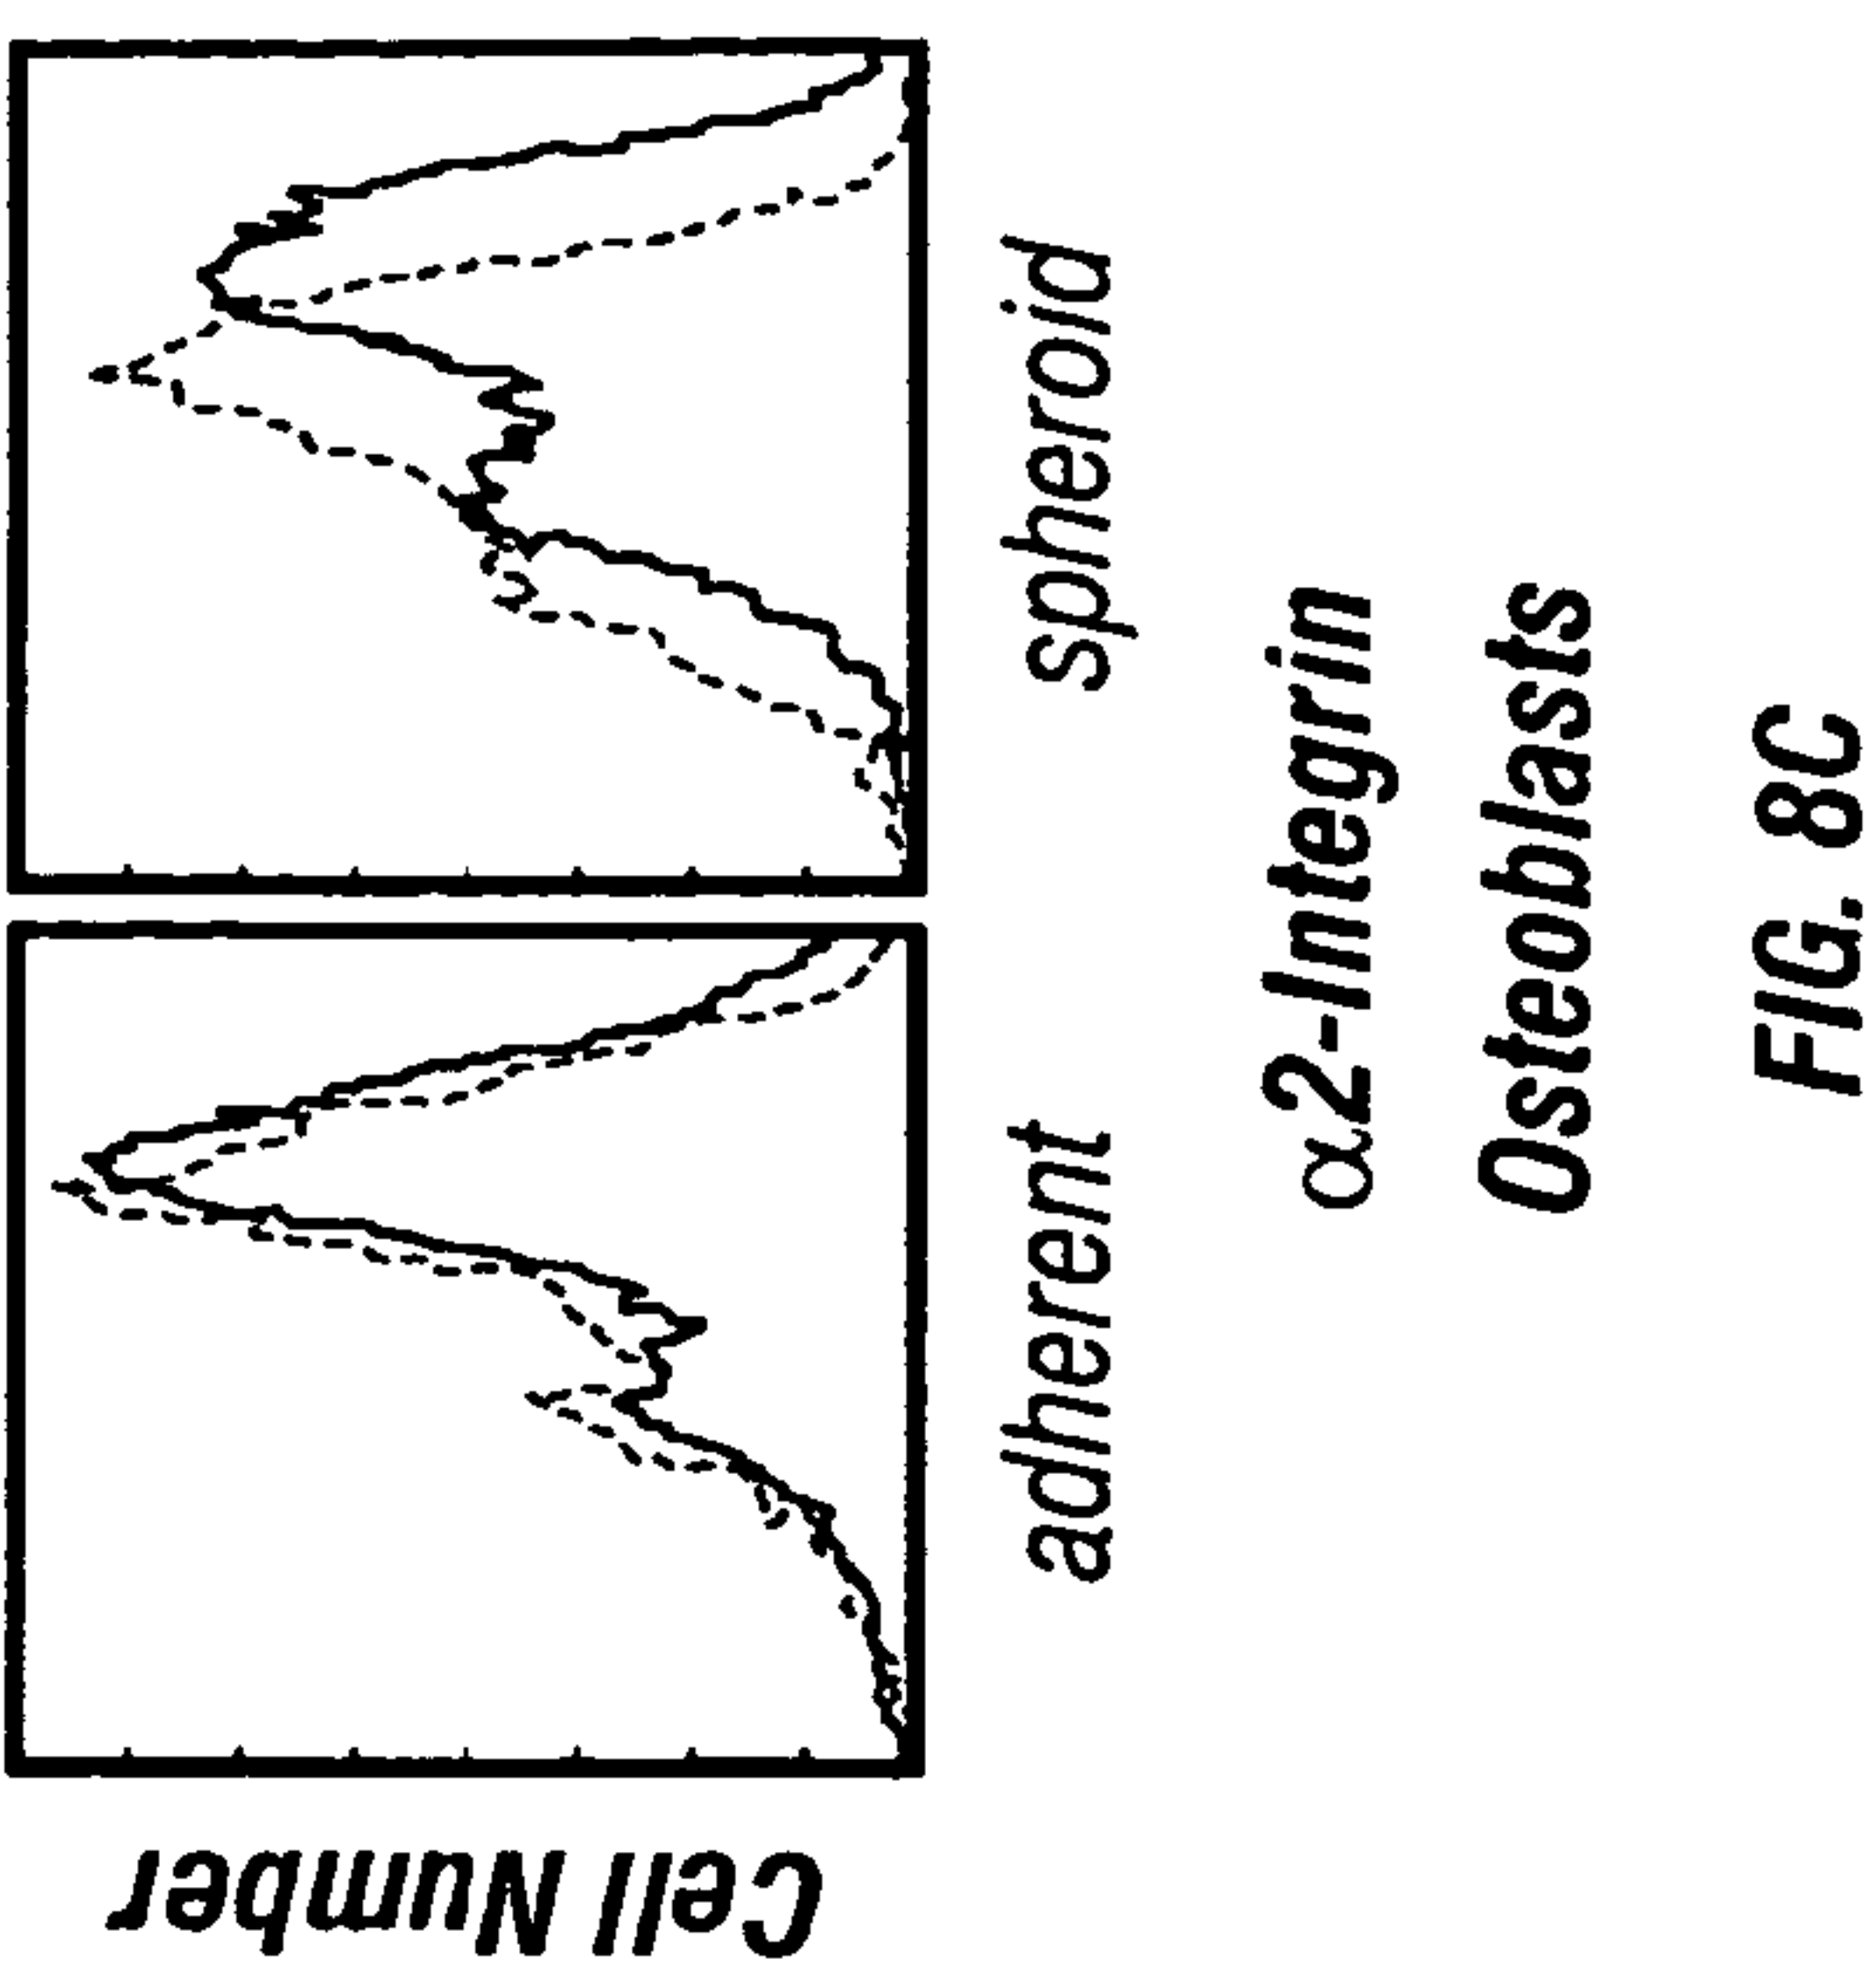 Cell Number
adherent
spheroid
α2-Integrin
Osteoblasts
FIG. 8C